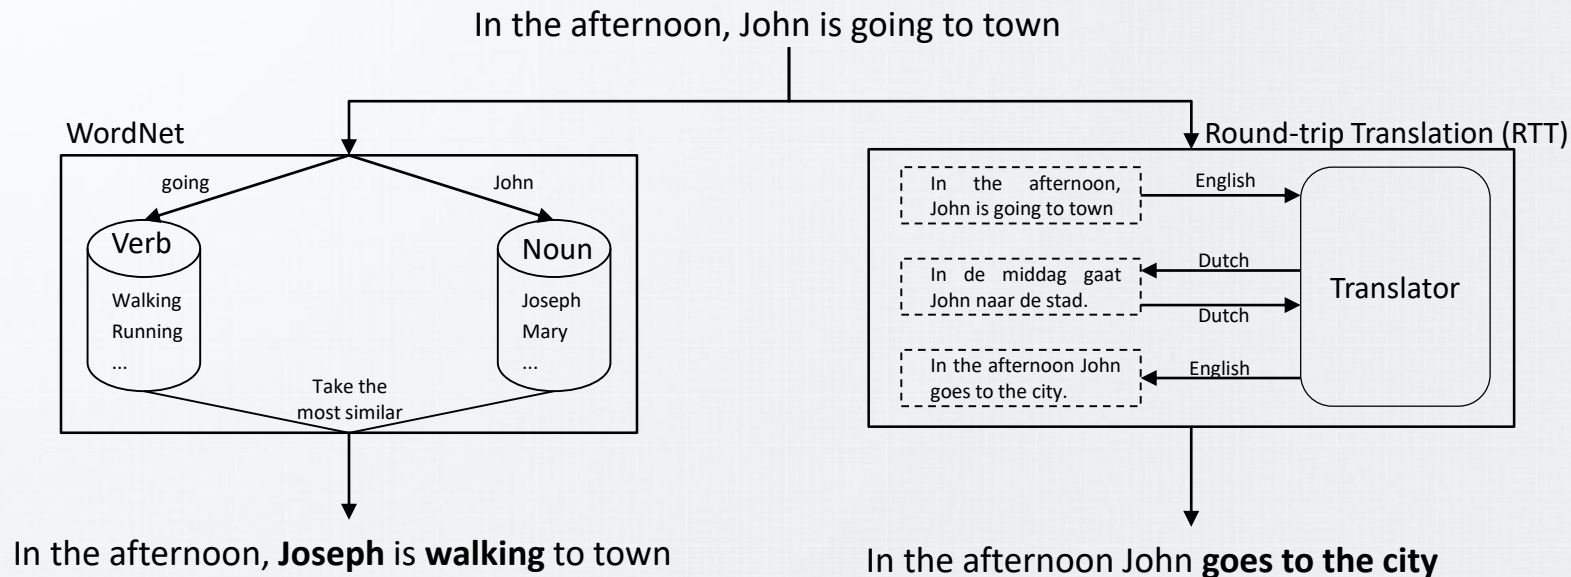 In the afternoon, John is going to town
WordNet
going
John
Verb
Walking
Running
...
Noun
Joseph
Mary
...
Take the
most similar
In the afternoon, Joseph is walking to town
Round-trip Translation (RTT)
In the afternoon,
John is going to town
English
In de middag gaat
John naar de stad.
Dutch
Dutch
In the afternoon John
goes to the city.
English
Translator
In the afternoon John goes to the city